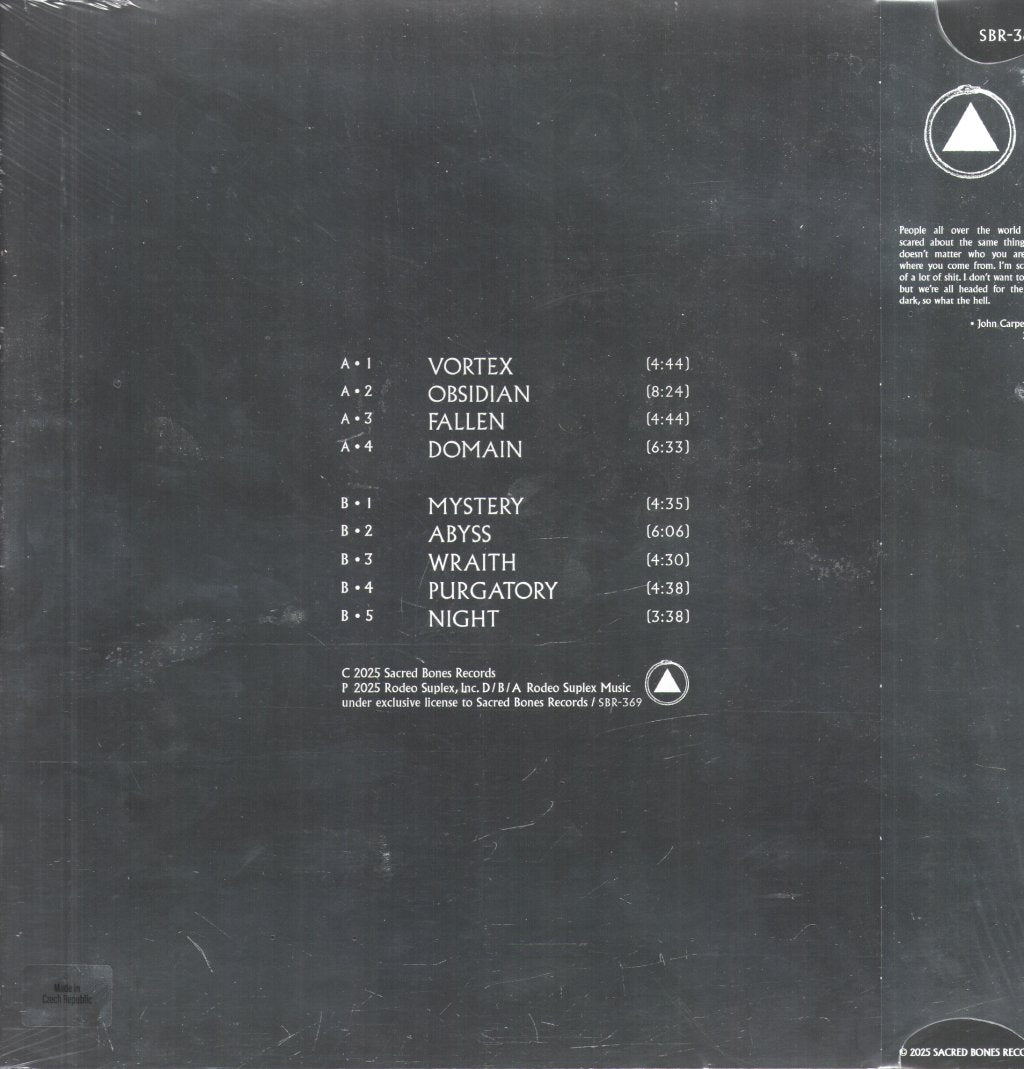 SBR-3
People all over the world
scared about the same thing
doesn't matter who you are
where you come from. I'm sc
of a lot of shit. I don't want to
but we're all headed for the
dark, so what the hell.
• John Carpe
A • 1 VORTEX (4:44)
A • 2 OBSIDIAN (8:24)
A • 3 FALLEN (4:44)
A • 4 DOMAIN (6:33)
B • 1 MYSTERY (4:35)
B • 2 ABYSS (6:06)
B • 3 WRAITH (4:30)
B • 4 PURGATORY (4:38)
B • 5 NIGHT (3:38)
C 2025 Sacred Bones Records
P 2025 Rodeo Suplex, Inc. D/B/A Rodeo Suplex Music
under exclusive license to Sacred Bones Records / SBR-369
Made in
Czech Republic
© 2025 SACRED BONES RECO